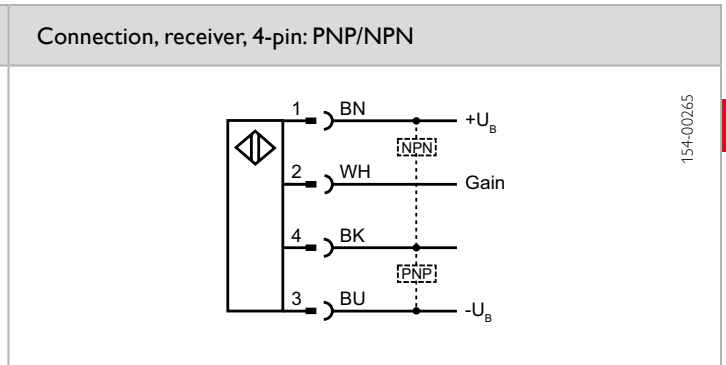 Connection, receiver, 4-pin: PNP/NPN
1 BN +UB
NPN
2 WH Gain
4 BK
PNP
3 BU -UB
154-00265